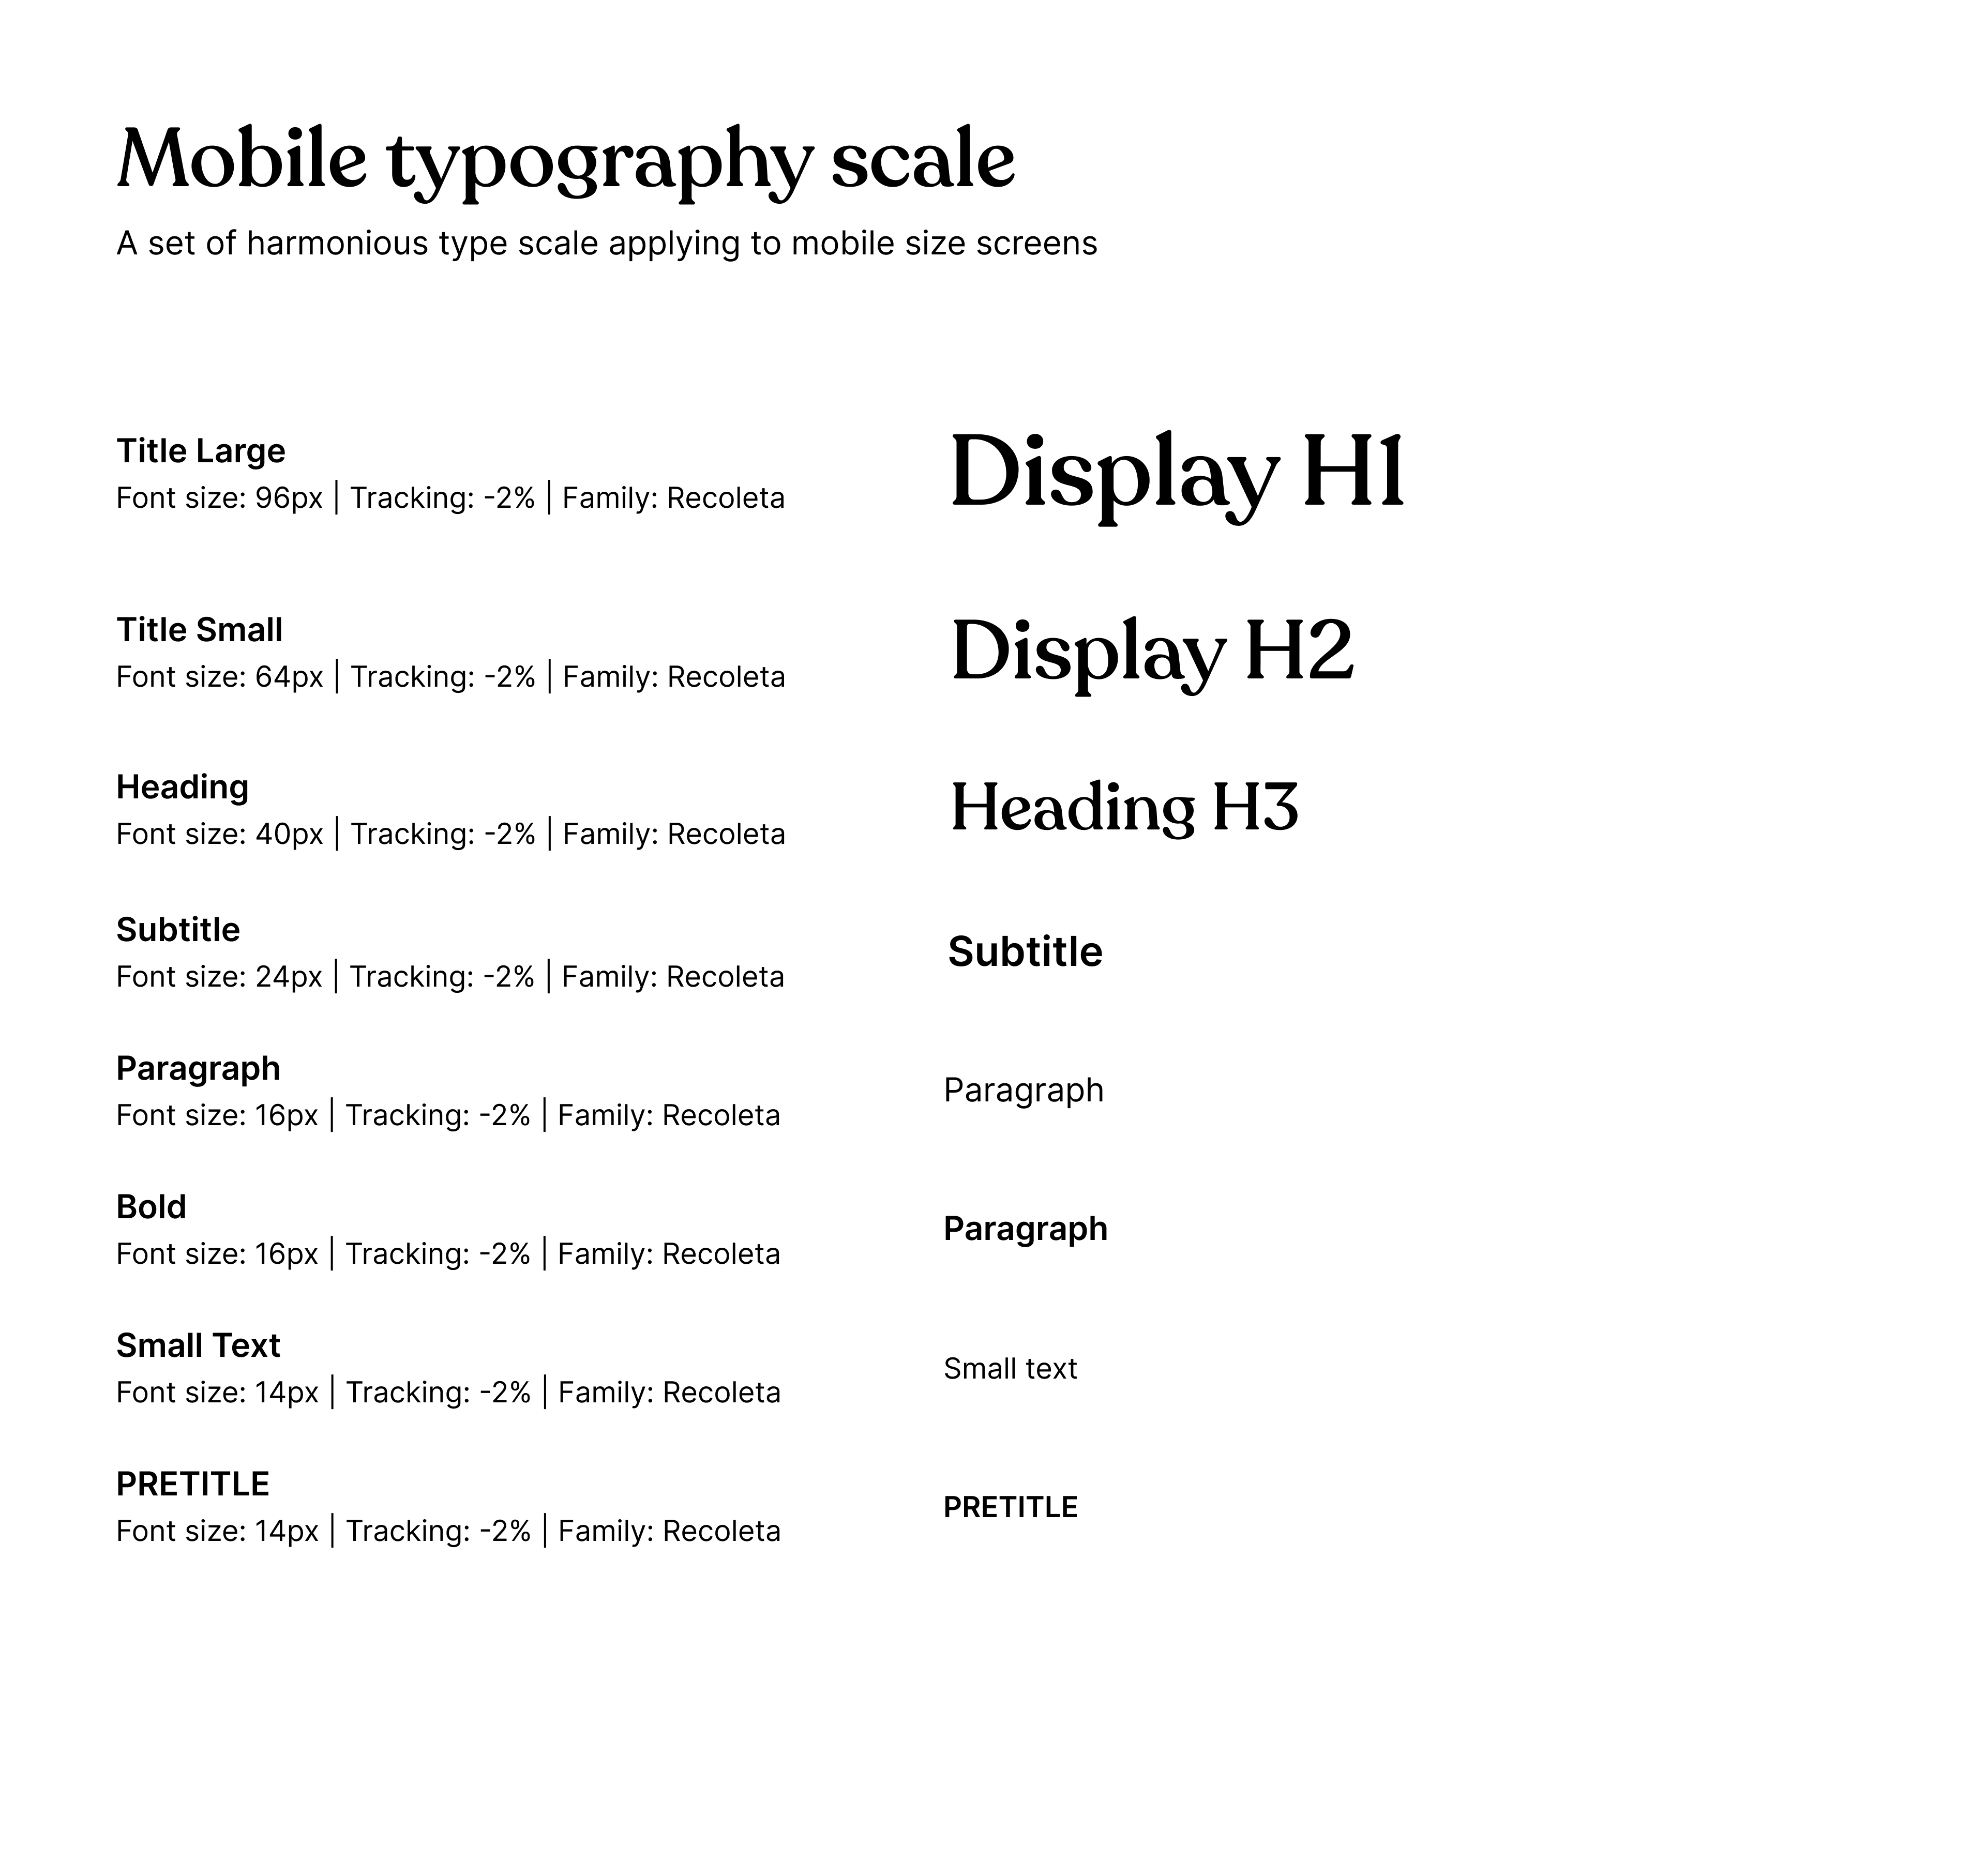 Mobile typography scale
A set of harmonious type scale applying to mobile size screens
Title Large
Font size: 96px | Tracking: -2% | Family: Recoleta
Display H1
Title Small
Font size: 64px | Tracking: -2% | Family: Recoleta
Display H2
Heading
Font size: 40px | Tracking: -2% | Family: Recoleta
Heading H3
Subtitle
Font size: 24px | Tracking: -2% | Family: Recoleta
Subtitle
Paragraph
Font size: 16px | Tracking: -2% | Family: Recoleta
Paragraph
Bold
Font size: 16px | Tracking: -2% | Family: Recoleta
Paragraph
Small Text
Font size: 14px | Tracking: -2% | Family: Recoleta
Small text
PRETITLE
Font size: 14px | Tracking: -2% | Family: Recoleta
PRETITLE